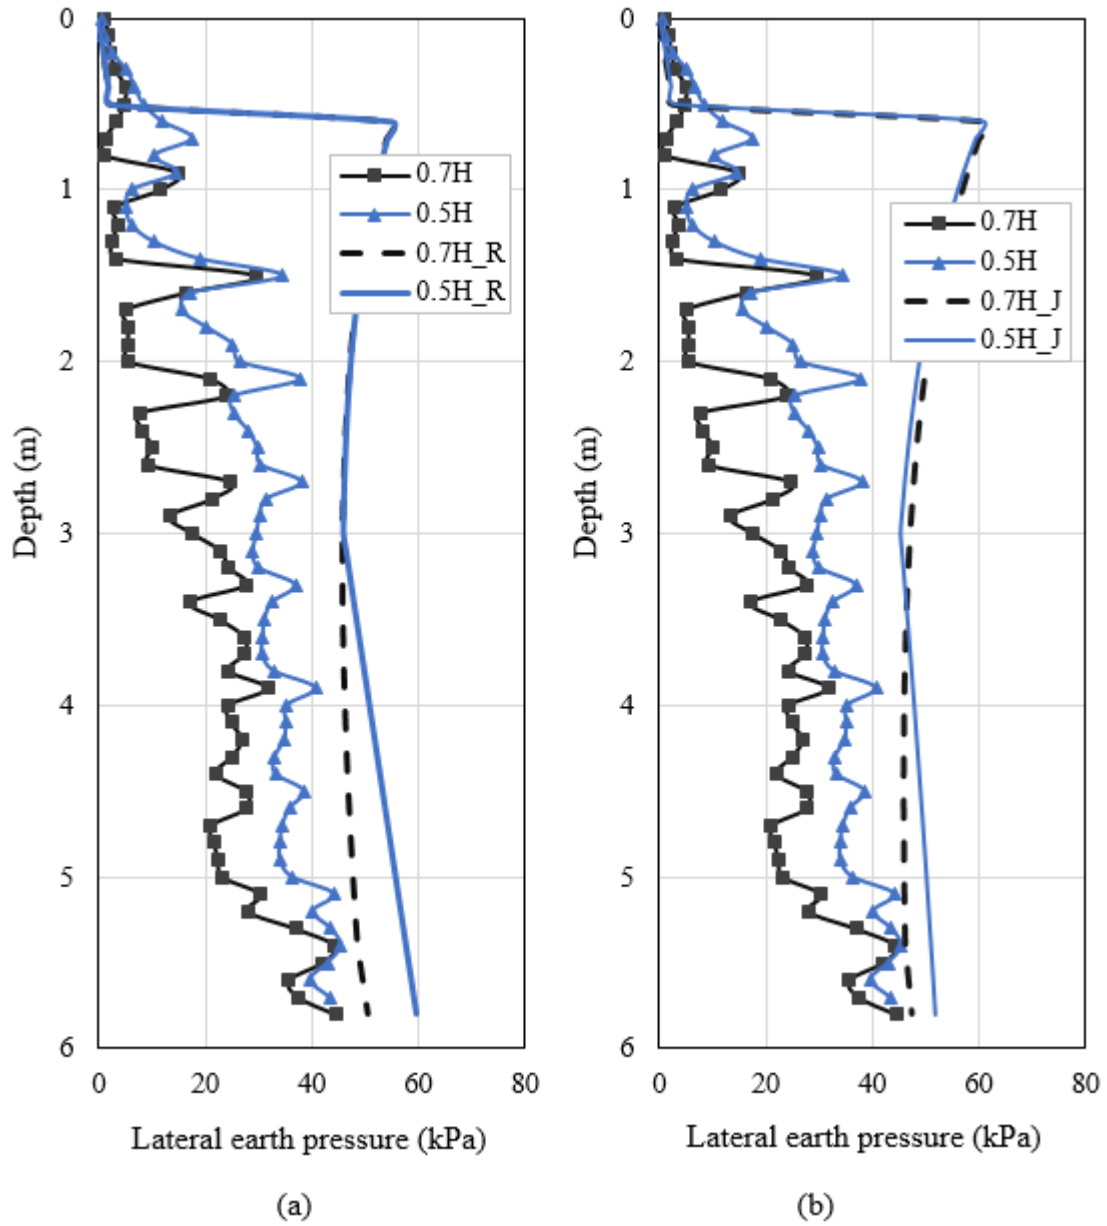 0
1
2
3
4
5
6
Depth (m)
0 20 40 60 80
Lateral earth pressure (kPa)
0.7H
0.5H
0.7H_R
0.5H_R
(a)
0
1
2
3
4
5
6
Depth (m)
0 20 40 60 80
Lateral earth pressure (kPa)
0.7H
0.5H
0.7H_J
0.5H_J
(b)